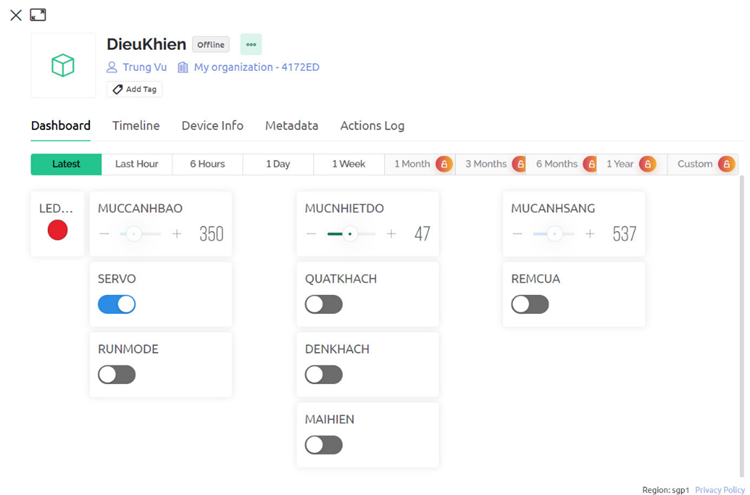 DieuKhien Offline
Trung Vu My organization - 4172ED
Add Tag
Dashboard Timeline Device Info Metadata Actions Log
Latest Last Hour 6 Hours 1 Day 1 Week 1 Month 3 Months 6 Months 1 Year Custom
LED... MUCCANHBAO MUCNHIETDO MUCANHSANG
350 47 537
SERVO QUATKHACH REMCUA
RUNMODE DENKHACH
MAIHIEN
Region: sgp1 Privacy Policy